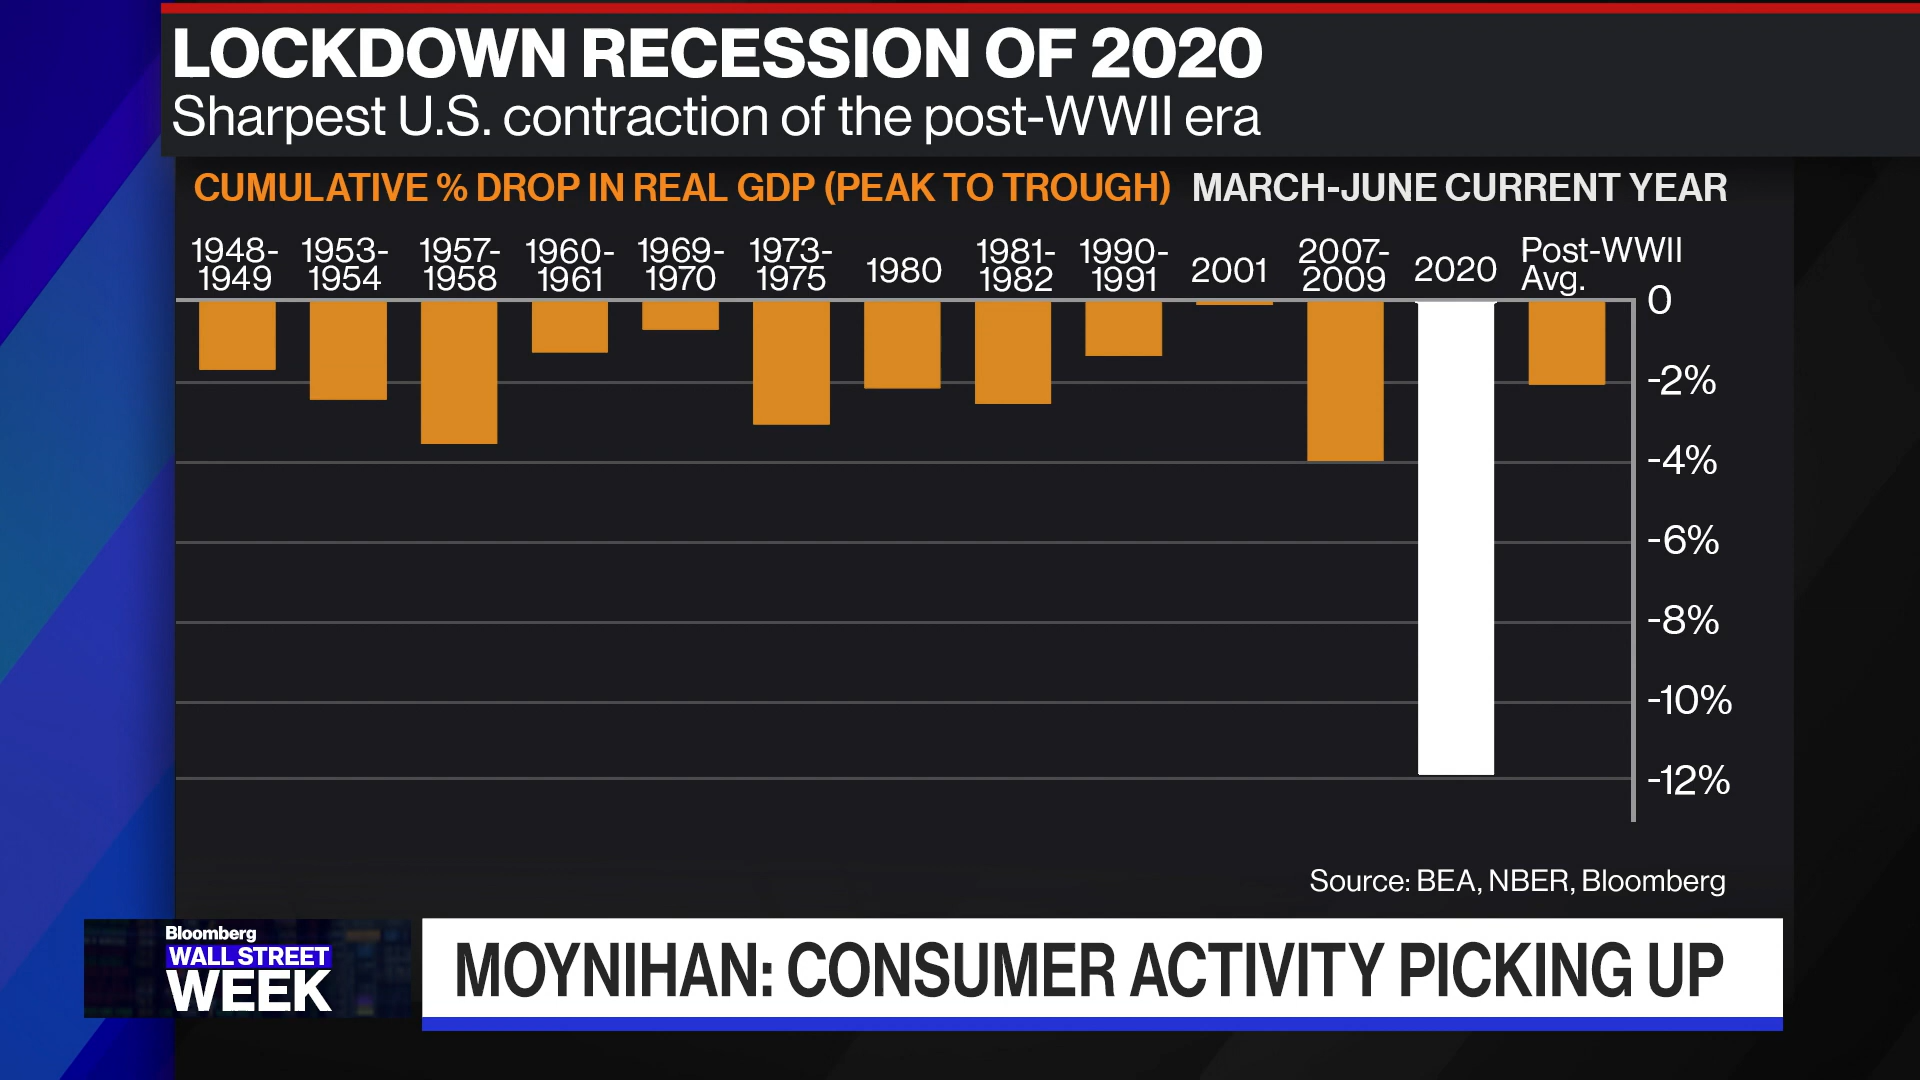 LOCKDOWN RECESSION OF 2020
Sharpest U.S. contraction of the post-WWII era
CUMULATIVE % DROP IN REAL GDP (PEAK TO TROUGH) MARCH-JUNE CURRENT YEAR
1948-
1949
1953-
1954
1957-
1958
1960-
1961
1969-
1970
1973-
1975
1980
1981-
1982
1990-
1991
2001
2007-
2009
2020
Post-WWII
Avg.
0
-2%
-4%
-6%
-8%
-10%
-12%
Source: BEA, NBER, Bloomberg
Bloomberg
WALL STREET
WEEK
MOYNIHAN: CONSUMER ACTIVITY PICKING UP